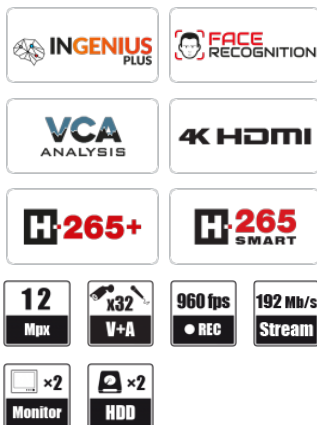 INGENIUS
PLUS
FACE
RECOGNITION
VCA
ANALYSIS
4K HDMI
H·265+
H·265
SMART
12
Mpx
x32
V+A
960 fps
● REC
192 Mb/s
Stream
×2
Monitor
×2
HDD